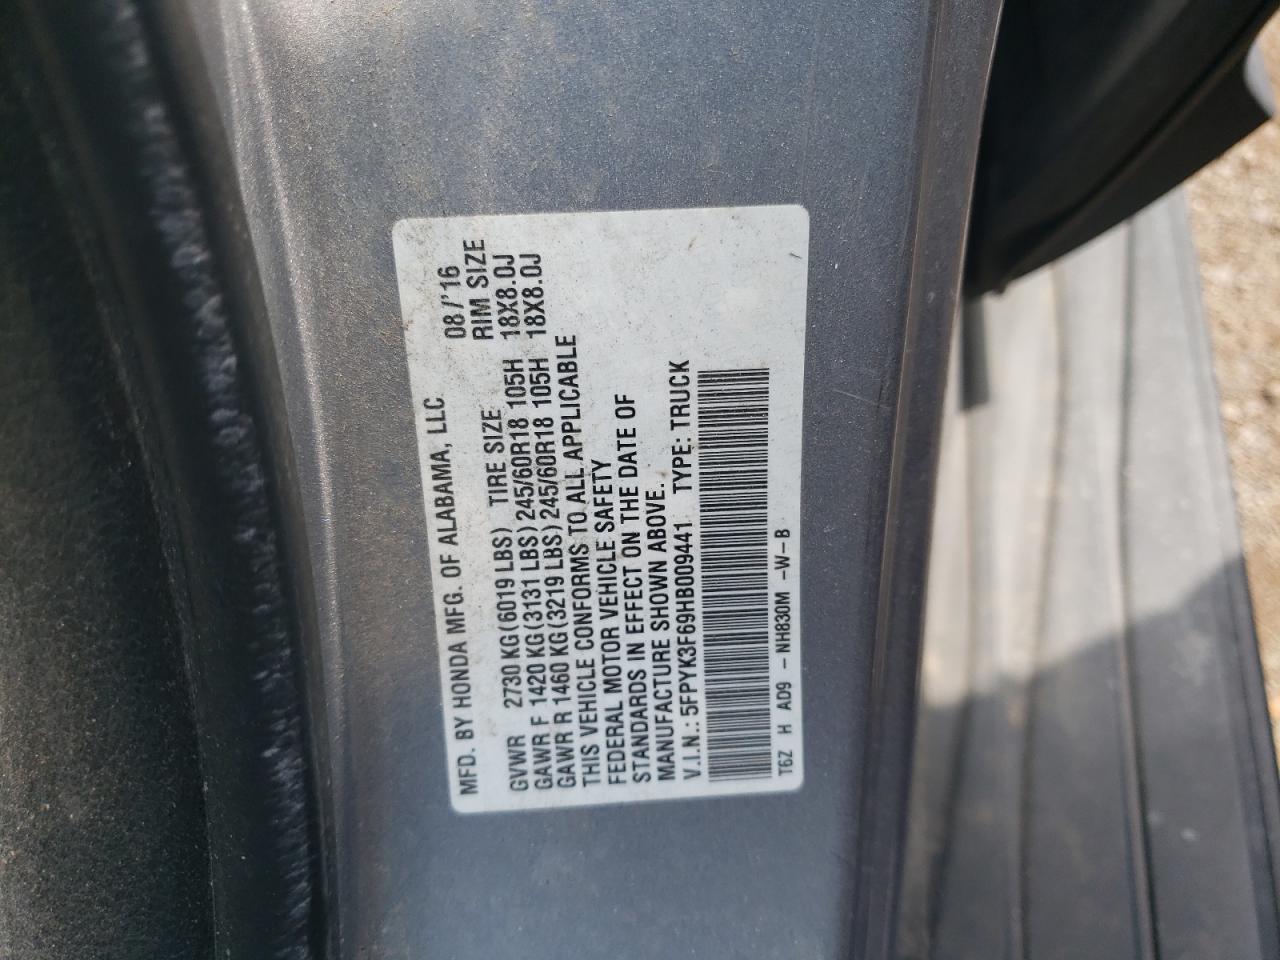 MFD. BY HONDA MFG. OF ALABAMA, LLC 08/'16
GVWR 2730 KG(6019 LBS) TIRE SIZE RIM SIZE
GAWR F 1420 KG(3131 LBS)245/60R18 105H 18X8.0J
GAWR R 1460 KG(3219 LBS)245/60R18 105H 18X8.0J
THIS VEHICLE CONFORMS TO ALL APPLICABLE
FEDERAL MOTOR VEHICLE SAFETY
STANDARDS IN EFFECT ON THE DATE OF
MANUFACTURE SHOWN ABOVE.
V.I.N.: 5FPYK3F69HB009441 TYPE: TRUCK
T6Z H AD9 -NH830M -W-B